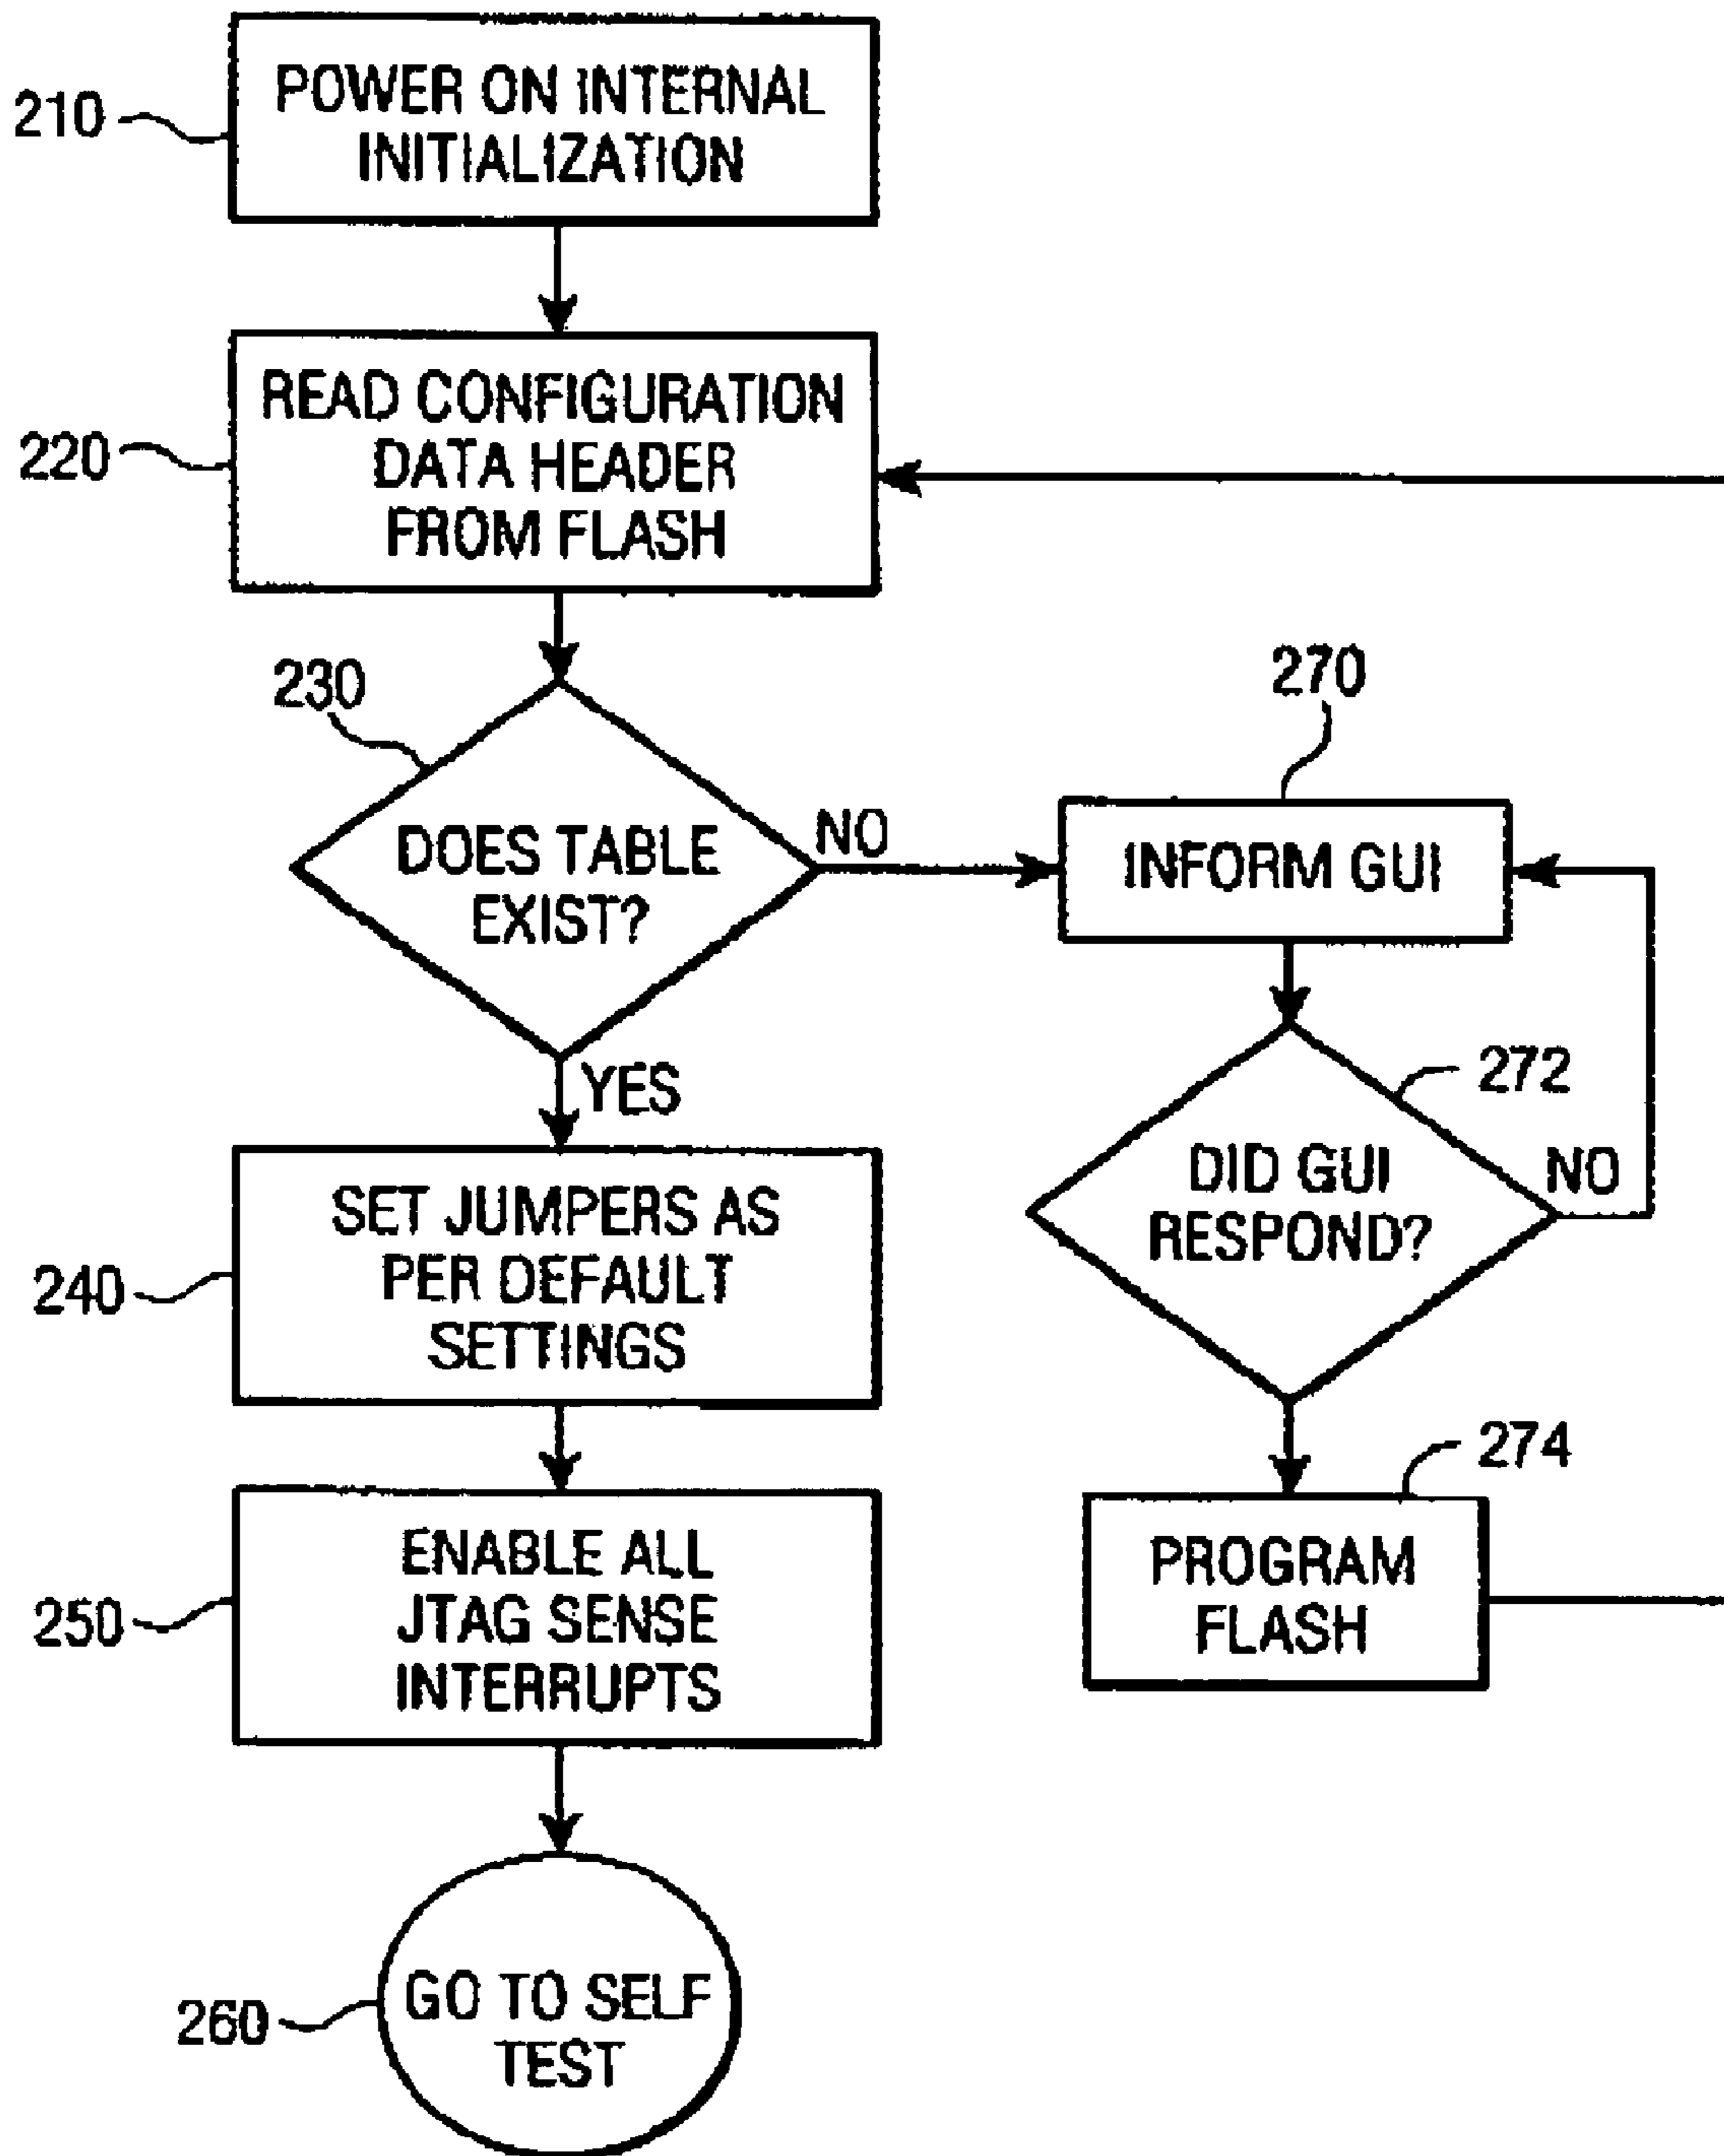 210
POWER ON INTERNAL
INITIALIZATION
220
READ CONFIGURATION
DATA HEADER
FROM FLASH
230
DOES TABLE
EXIST?
NO
YES
270
INFORM GUI
272
DID GUI
RESPOND?
NO
240
SET JUMPERS AS
PER DEFAULT
SETTINGS
274
PROGRAM
FLASH
250
ENABLE ALL
JTAG SENSE
INTERRUPTS
260
GO TO SELF
TEST